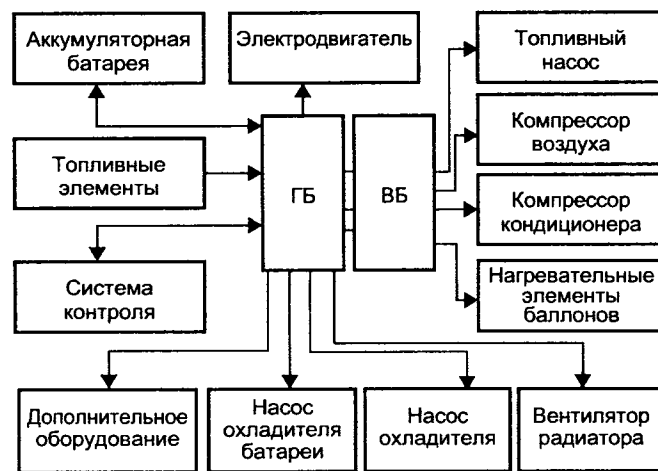 Аккумуляторная
батарея
Электродвигатель
Топливный
насос
Топливные
элементы
ГБ
ВБ
Компрессор
воздуха
Компрессор
кондиционера
Система
контроля
Нагревательные
элементы
баллонов
Дополнительное
оборудование
Насос
охладителя
батареи
Насос
охладителя
Вентилятор
радиатора